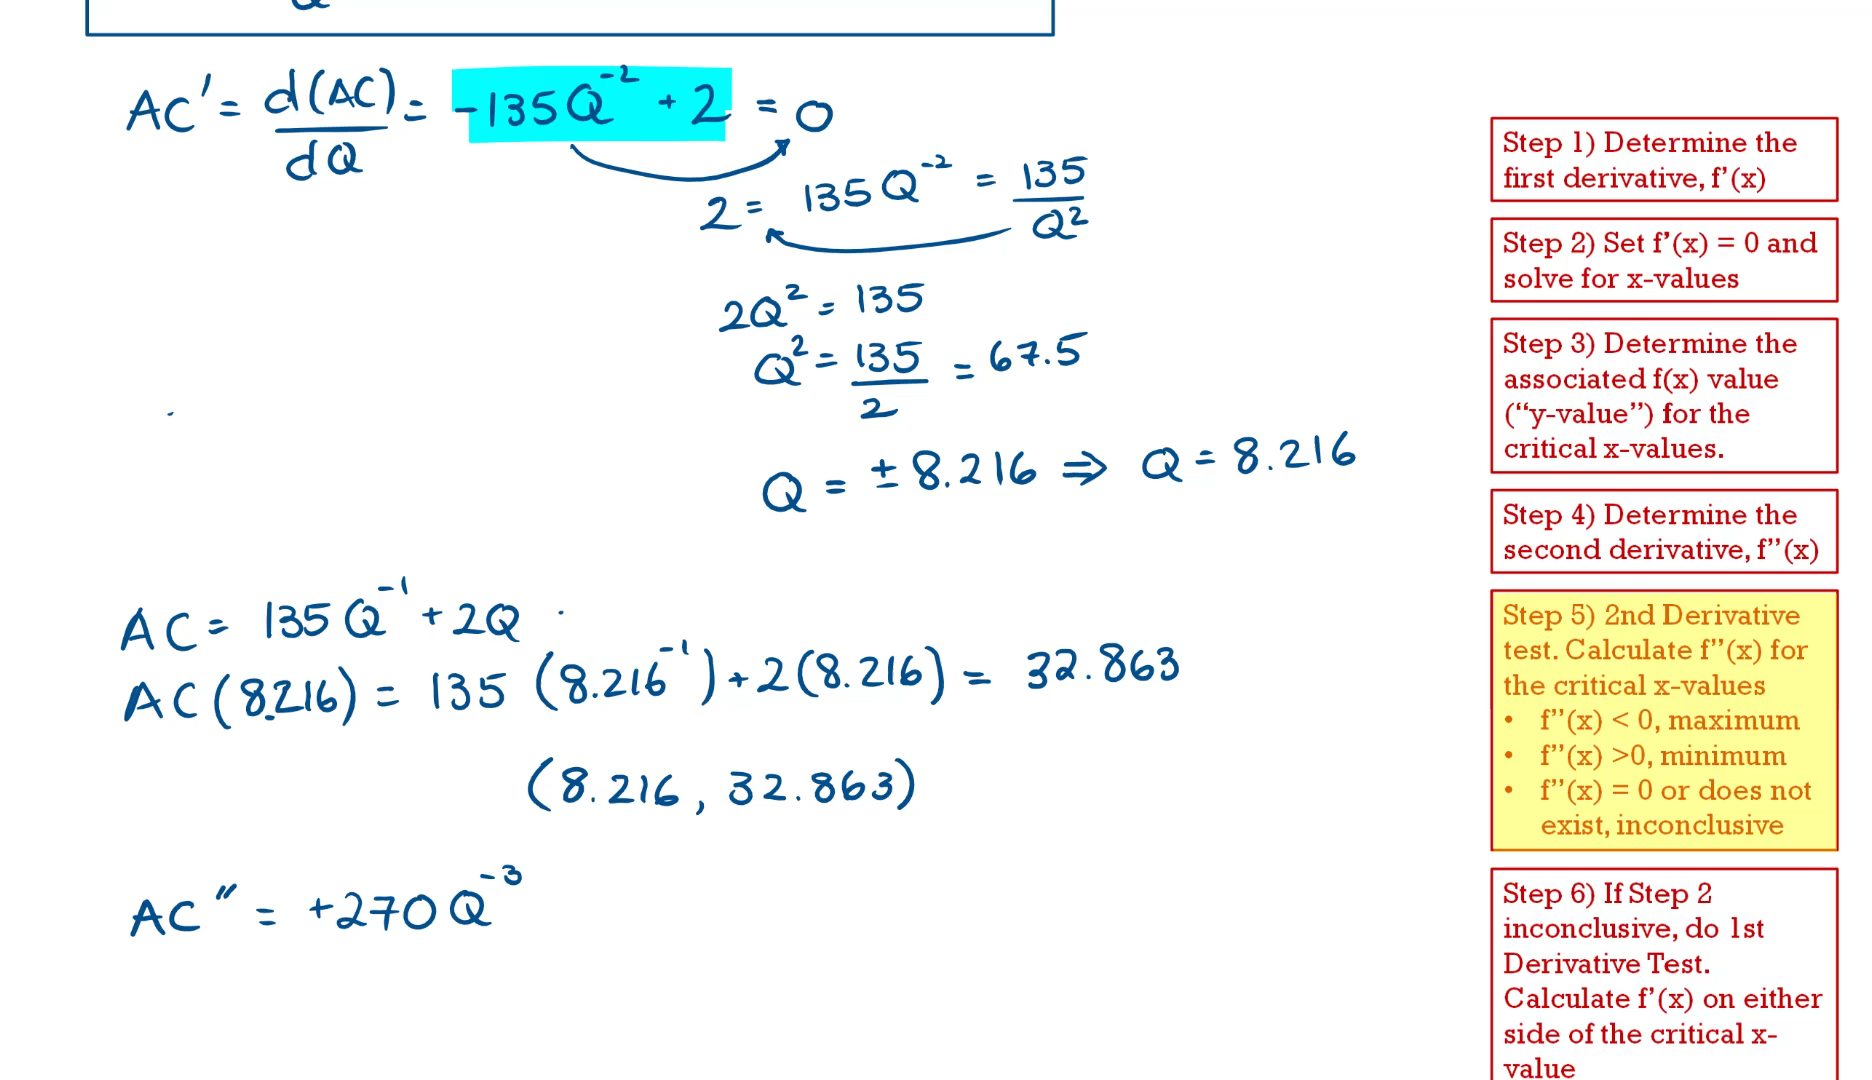 AC' = d(AC)/dQ = -135Q⁻² + 2 = 0
2 = 135Q⁻² = 135/Q²
2Q² = 135
Q² = 135/2 = 67.5
Q = ± 8.216 ⇒ Q = 8.216
AC = 135Q⁻¹ + 2Q
AC(8.216) = 135 (8.216⁻¹) + 2(8.216) = 32.863
(8.216, 32.863)
AC" = +270Q⁻³
Step 1) Determine the
first derivative, f’(x)
Step 2) Set f’(x) = 0 and
solve for x-values
Step 3) Determine the
associated f(x) value
(“y-value”) for the
critical x-values.
Step 4) Determine the
second derivative, f’’(x)
Step 5) 2nd Derivative
test. Calculate f’’(x) for
the critical x-values
• f’’(x) < 0, maximum
• f’’(x) >0, minimum
• f’’(x) = 0 or does not
exist, inconclusive
Step 6) If Step 2
inconclusive, do 1st
Derivative Test.
Calculate f’(x) on either
side of the critical x-
value